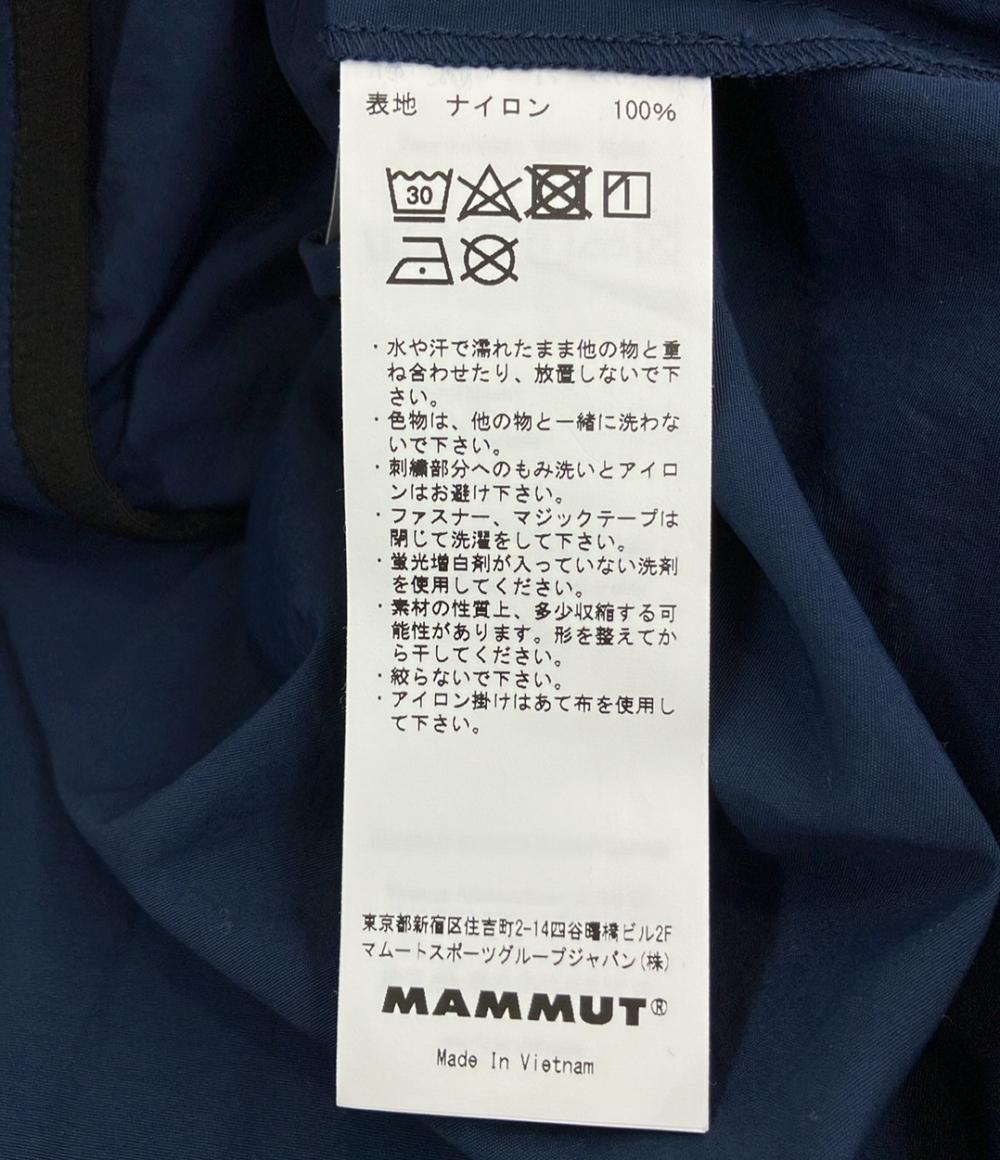 表地 ナイロン 100%
30
・水や汗で濡れたまま他の物と重
ね合わせたり、放置しないで下
さい。
・色物は、他の物と一緒に洗わな
いで下さい。
・刺繍部分へのもみ洗いとアイロ
ンはお避け下さい。
・ファスナー、マジックテープは
閉じて洗濯をして下さい。
・蛍光増白剤が入っていない洗剤
を使用してください。
・素材の性質上、多少収縮する可
能性があります。形を整えてか
ら干してください。
・絞らないで下さい。
・アイロン掛けはあて布を使用し
て下さい。
東京都新宿区住吉町2-14四谷曙橋ビル2F
マムートスポーツグループジャパン(株)
MAMMUT®
Made In Vietnam